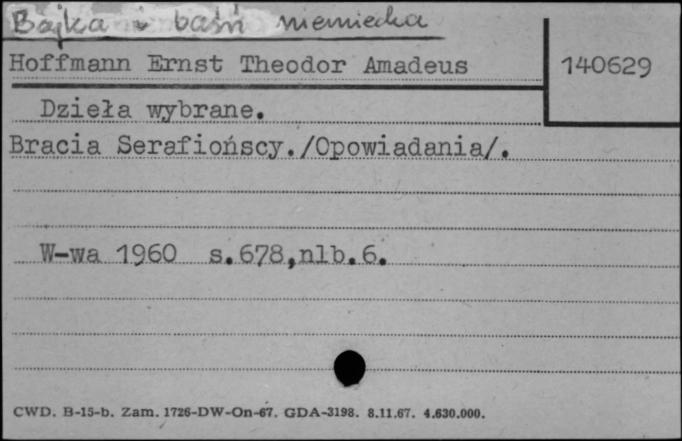 Bajka i baśń niemiecka
Hoffmann Ernst Theodor Amadeus
140629
Dzieła wybrane.
Bracia Serafiońscy./Opowiadania/.
W-wa 1960 s.678,nlb.6.
CWD. B-15-b. Zam. 1726-DW-On-67. GDA-3198. 8.11.67. 4.630.000.